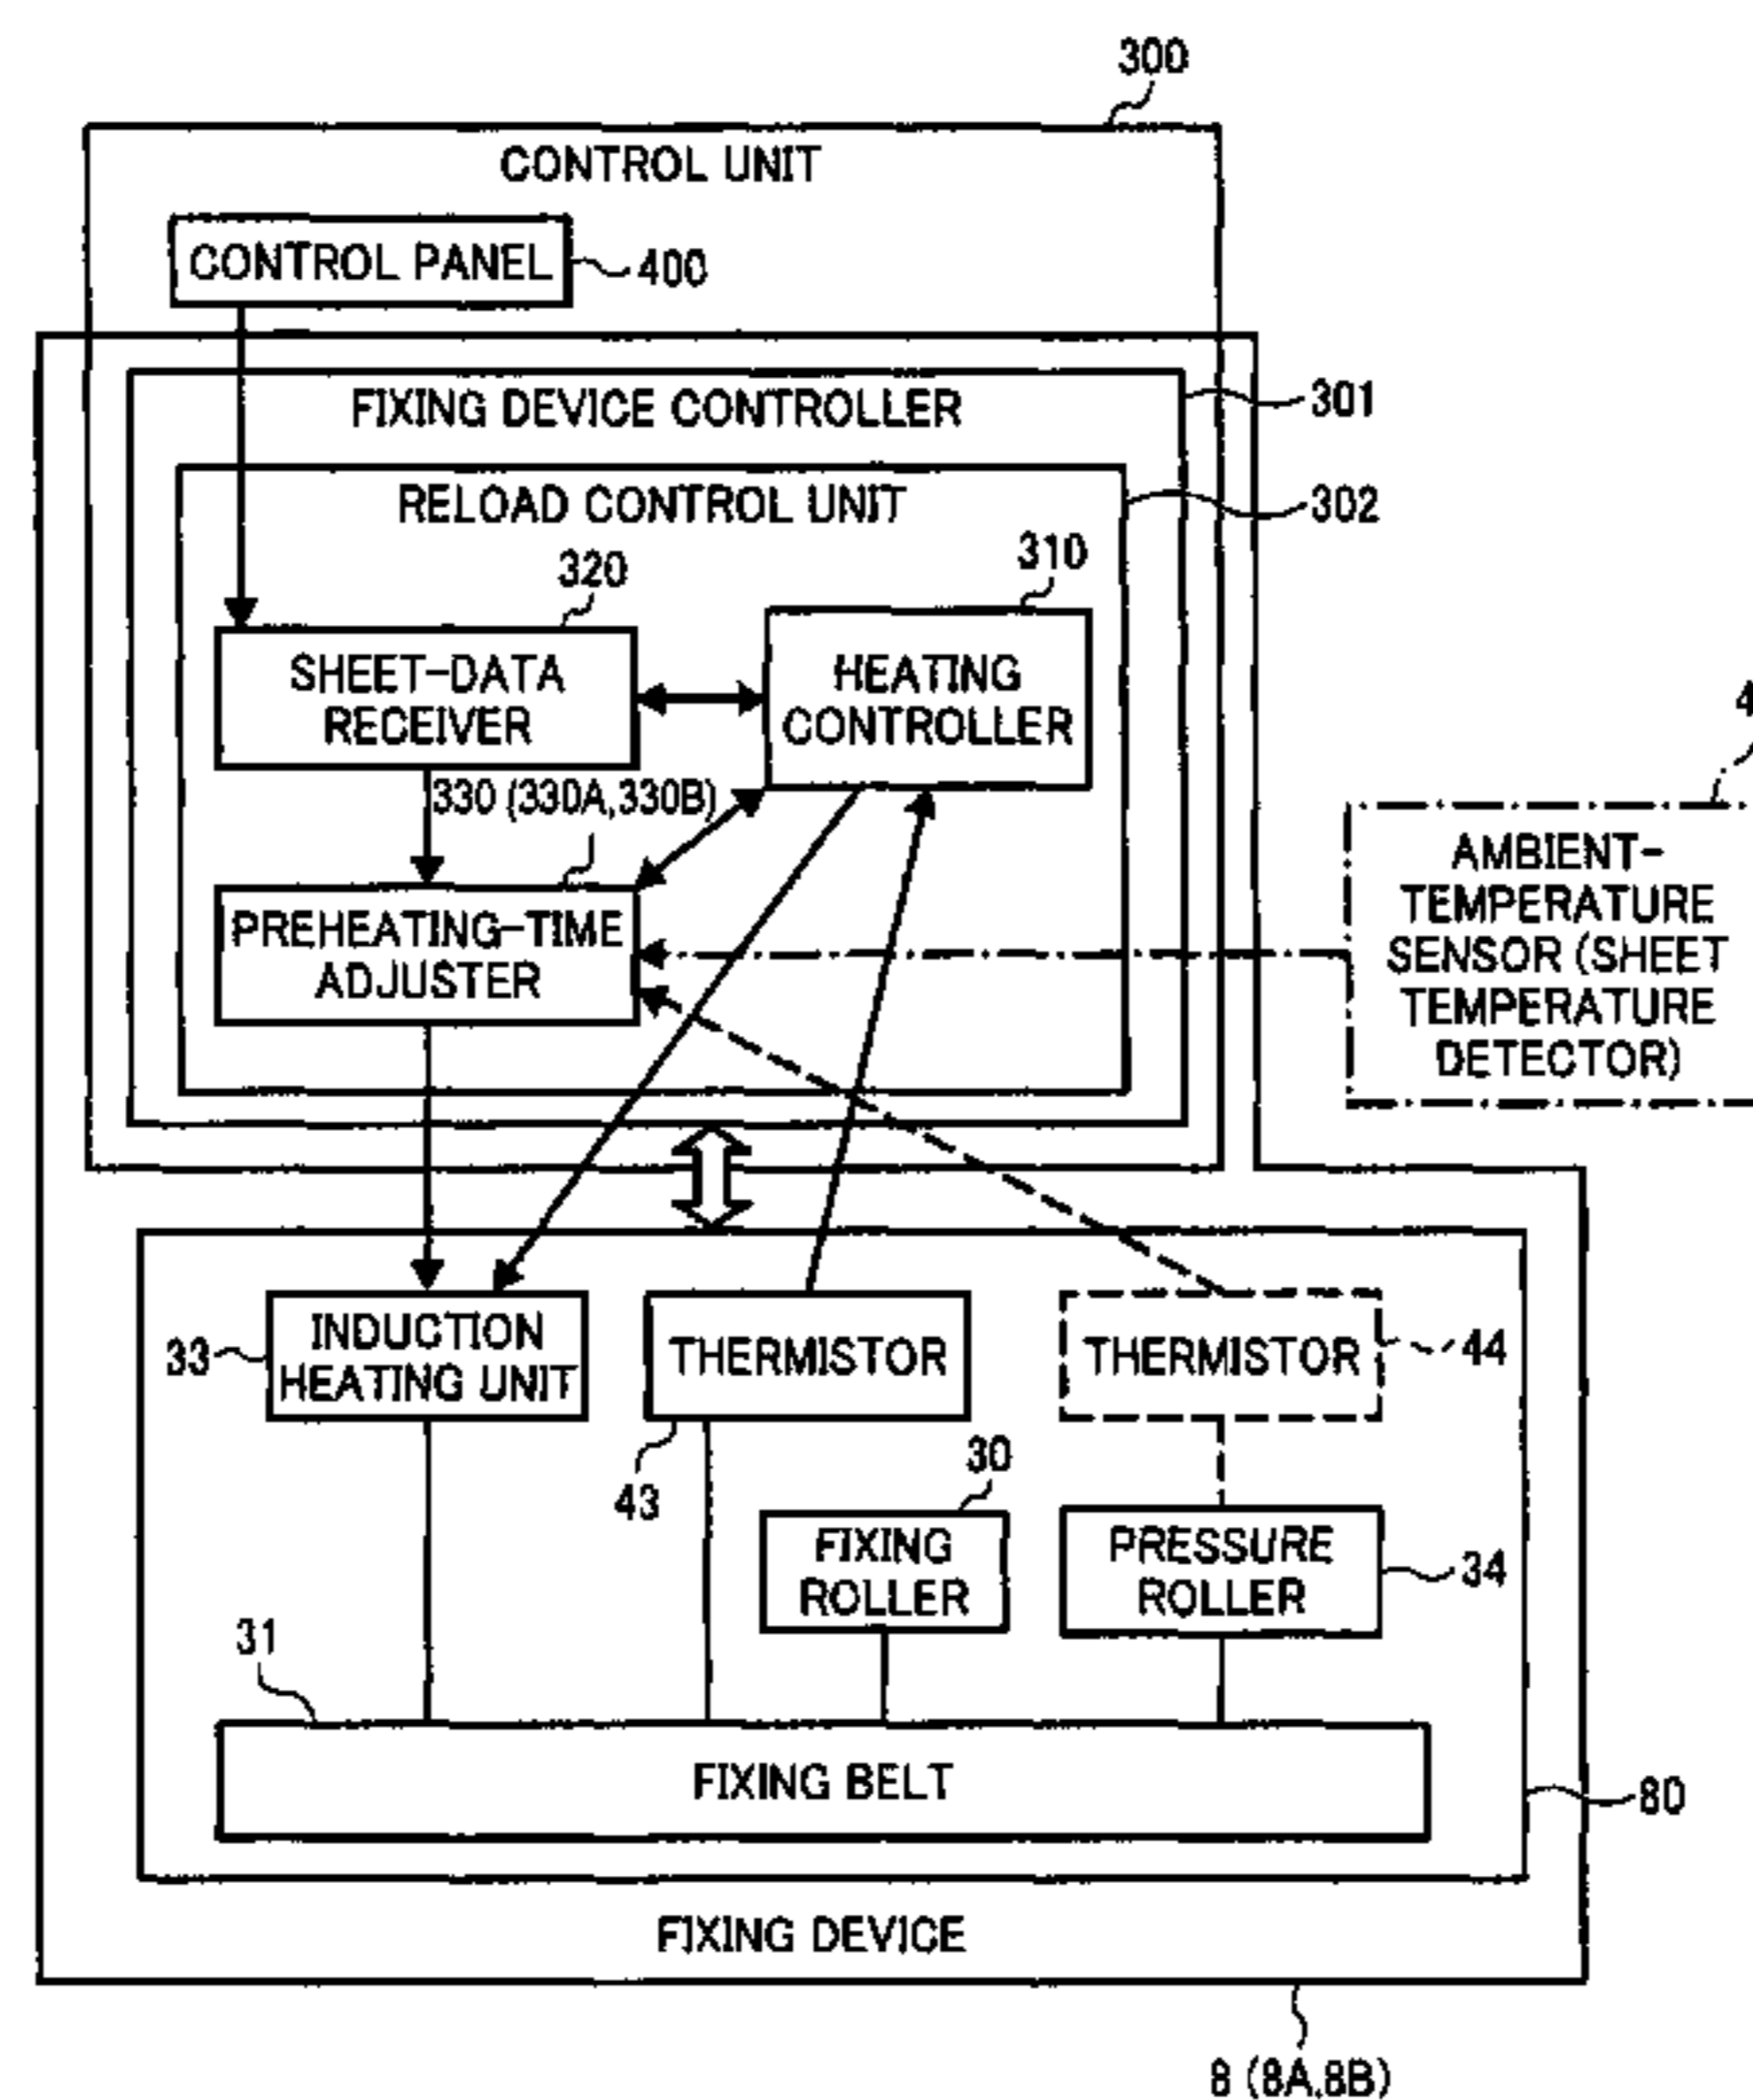 300
CONTROL UNIT
CONTROL PANEL
400
FIXING DEVICE CONTROLLER
301
RELOAD CONTROL UNIT
302
320
310
SHEET-DATA
RECEIVER
HEATING
CONTROLLER
330 (330A,330B)
4
AMBIENT-
TEMPERATURE
SENSOR (SHEET
TEMPERATURE
DETECTOR)
PREHEATING-TIME
ADJUSTER
33
INDUCTION
HEATING UNIT
THERMISTOR
43
THERMISTOR
44
30
FIXING
ROLLER
PRESSURE
ROLLER
34
31
FIXING BELT
80
FIXING DEVICE
8 (8A,8B)